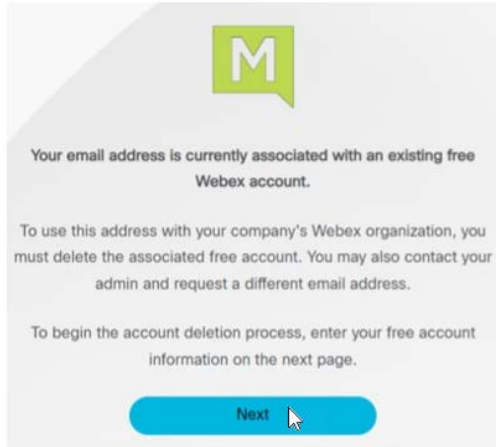 M
Your email address is currently associated with an existing free
Webex account.
To use this address with your company's Webex organization, you
must delete the associated free account. You may also contact your
admin and request a different email address.
To begin the account deletion process, enter your free account
information on the next page.
Next